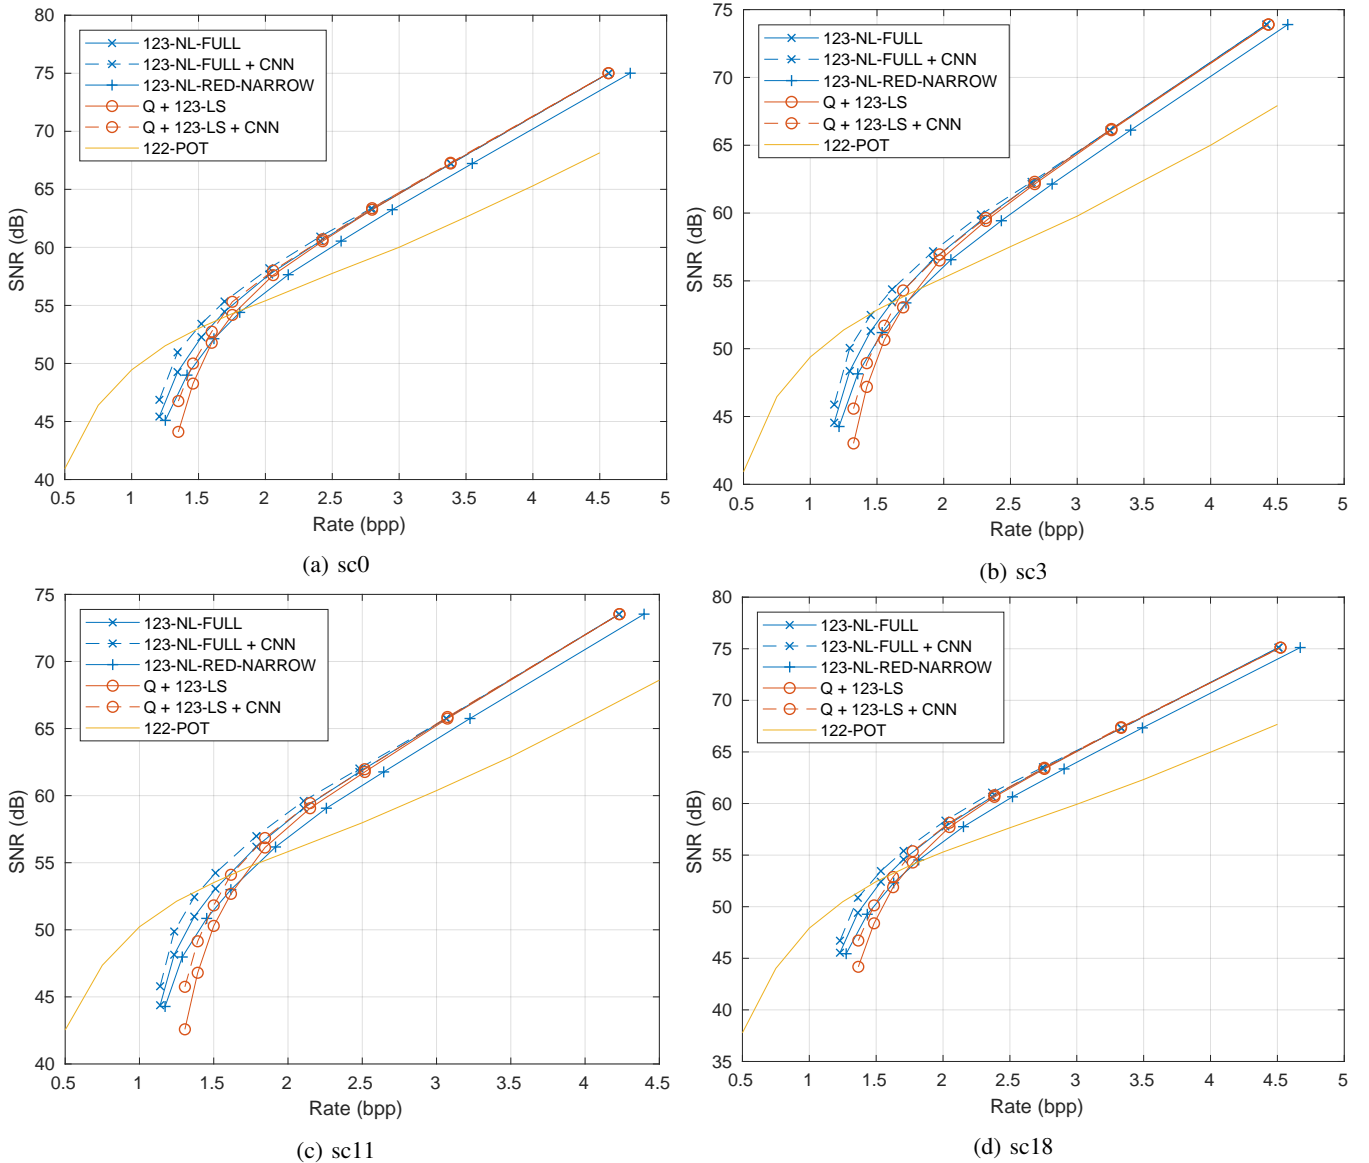 80
75
70
65
60
55
50
45
40
SNR (dB)
123-NL-FULL
123-NL-FULL + CNN
123-NL-RED-NARROW
Q + 123-LS
Q + 123-LS + CNN
122-POT
0.5 1 1.5 2 2.5 3 3.5 4 4.5 5
Rate (bpp)
(a) sc0
75
70
65
60
55
50
45
40
SNR (dB)
123-NL-FULL
123-NL-FULL + CNN
123-NL-RED-NARROW
Q + 123-LS
Q + 123-LS + CNN
122-POT
0.5 1 1.5 2 2.5 3 3.5 4 4.5 5
Rate (bpp)
(b) sc3
75
70
65
60
55
50
45
40
SNR (dB)
123-NL-FULL
123-NL-FULL + CNN
123-NL-RED-NARROW
Q + 123-LS
Q + 123-LS + CNN
122-POT
0.5 1 1.5 2 2.5 3 3.5 4 4.5
Rate (bpp)
(c) sc11
80
75
70
65
60
55
50
45
40
35
SNR (dB)
123-NL-FULL
123-NL-FULL + CNN
123-NL-RED-NARROW
Q + 123-LS
Q + 123-LS + CNN
122-POT
0.5 1 1.5 2 2.5 3 3.5 4 4.5 5
Rate (bpp)
(d) sc18